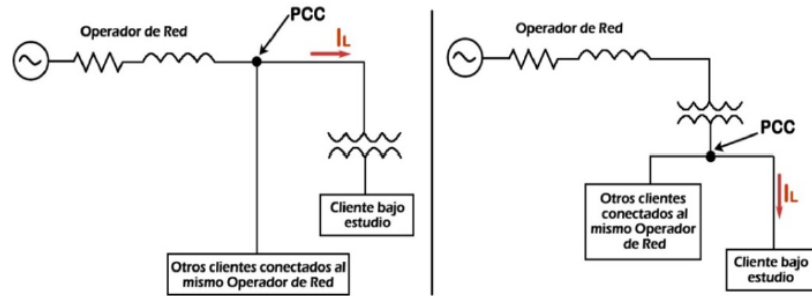 Operador de Red
PCC
IL
Cliente bajo
estudio
Otros clientes conectados al
mismo Operador de Red
Operador de Red
PCC
IL
Otros clientes
conectados al
mismo Operador
de Red
Cliente bajo
estudio